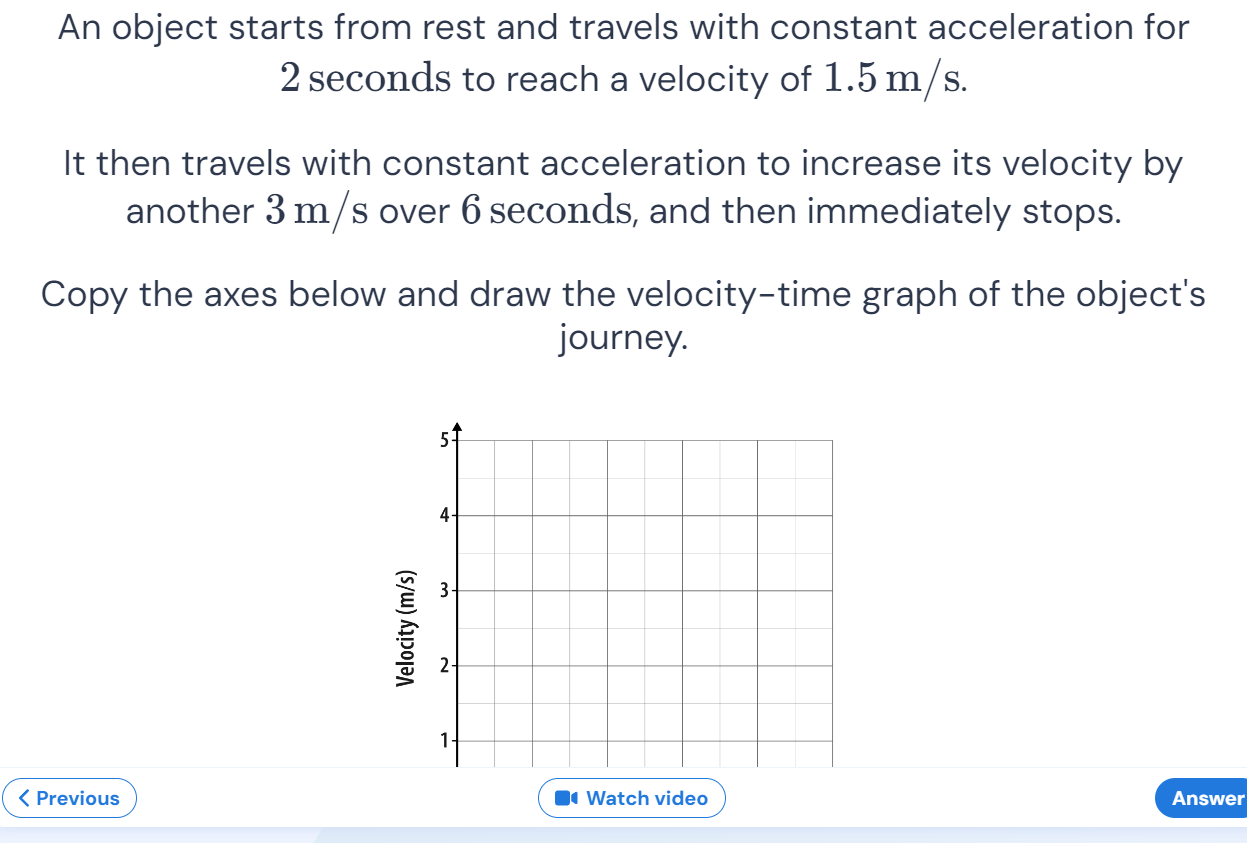 An object starts from rest and travels with constant acceleration for
2 seconds to reach a velocity of 1.5 m/s.
It then travels with constant acceleration to increase its velocity by
another 3 m/s over 6 seconds, and then immediately stops.
Copy the axes below and draw the velocity-time graph of the object's
journey.
5
4
3
2
1
Velocity (m/s)
Previous
Watch video
Answer